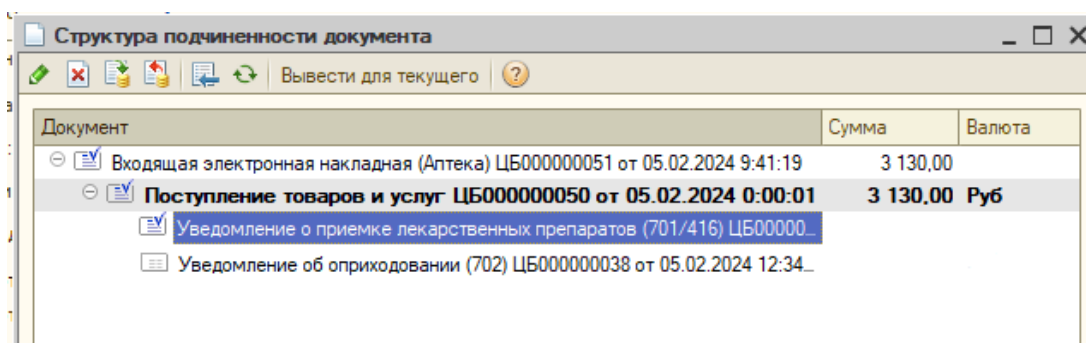 Структура подчиненности документа
Вывести для текущего
Документ Сумма Валюта
Входящая электронная накладная (Аптека) ЦБ000000051 от 05.02.2024 9:41:19 3 130,00
Поступление товаров и услуг ЦБ000000050 от 05.02.2024 0:00:01 3 130,00 Руб
Уведомление о приемке лекарственных препаратов (701/416) ЦБ00000...
Уведомление об оприходовании (702) ЦБ000000038 от 05.02.2024 12:34...